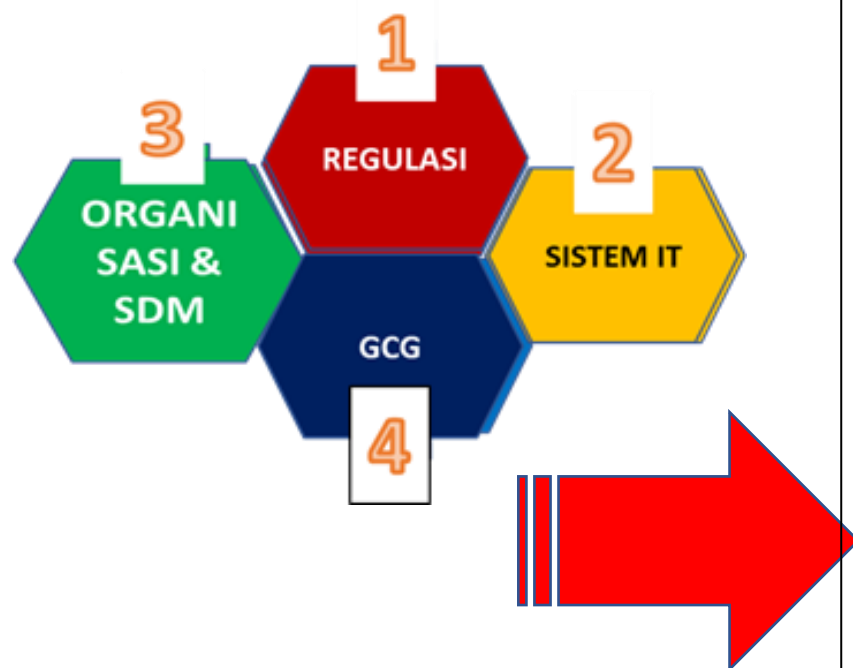 1
REGULASI
2
SISTEM IT
3
ORGANI
SASI &
SDM
GCG
4